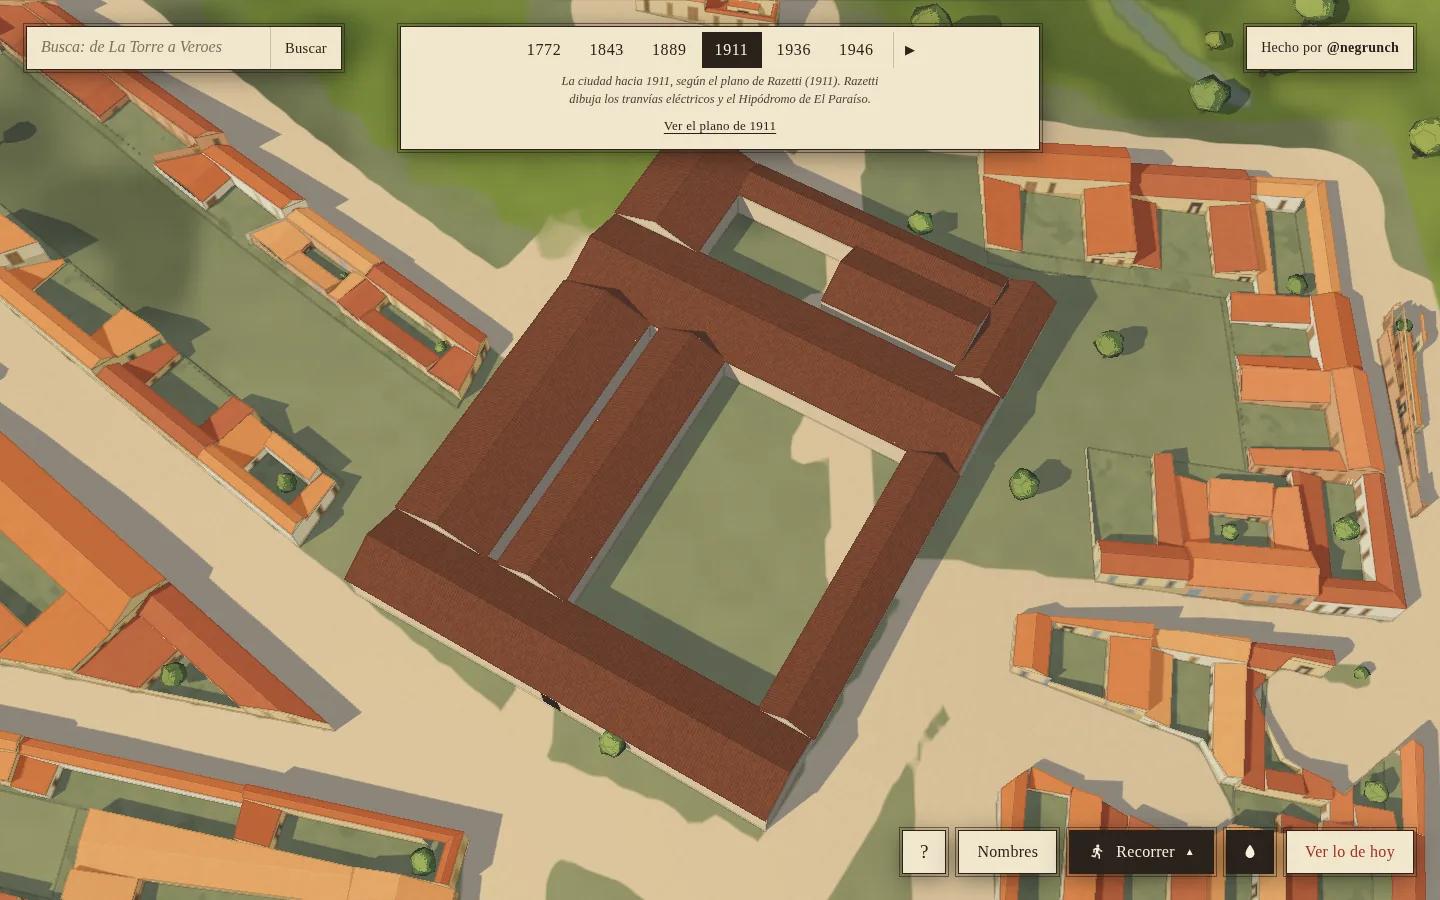 Busca: de La Torre a Veroes
Buscar
1772 1843 1889 1911 1936 1946 ▶
La ciudad hacia 1911, según el plano de Razetti (1911). Razetti
dibuja los tranvías eléctricos y el Hipódromo de El Paraíso.
Ver el plano de 1911
Hecho por @negrunch
?
Nombres
Recorrer ▲
Ver lo de hoy